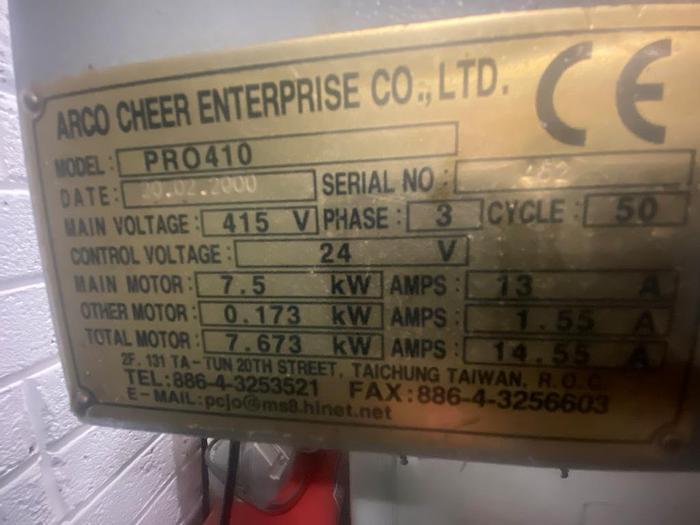 ARCO CHEER ENTERPRISE CO., LTD. CE
MODEL: PRO410
DATE: 20.02.2000 SERIAL NO:
MAIN VOLTAGE: 415 V PHASE: 3 CYCLE: 50
CONTROL VOLTAGE: 24 V
MAIN MOTOR: 7.5 kW AMPS: 13 A
OTHER MOTOR: 0.173 kW AMPS: 1.55 A
TOTAL MOTOR: 7.673 kW AMPS: 14.55 A
2F. 131 TA-TUN 20TH STREET, TAICHUNG TAIWAN, R.O.C.
TEL:886-4-3253521 FAX:886-4-3256603
E-MAIL:pcjo@ms8.hinet.net